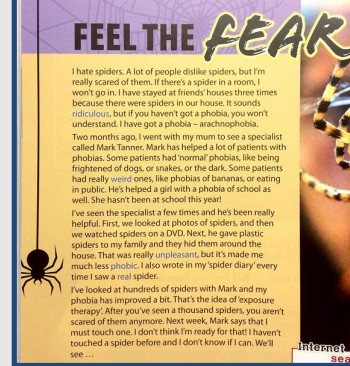 FEEL THE FEAR
I hate spiders. A lot of people dislike spiders, but I'm
really scared of them. If there's a spider in a room, I
won't go in. I have stayed at friends' houses three times
because there were spiders in our house. It sounds
ridiculous, but if you haven't got a phobia, you won't
understand. I have got a phobia – arachnophobia.
Two months ago, I went with my mum to see a specialist
called Mark Tanner. Mark has helped a lot of patients with
phobias. Some patients had 'normal' phobias, like being
frightened of dogs, snakes, or the dark. Some patients
had really weird ones, like phobias of bananas, or eating
in public. He's helped a girl with a phobia of school as
well. She hasn't been at school this year!
I've seen the specialist a few times and he's been really
helpful. First, we looked at photos of spiders, and then
we watched spiders on a DVD. Next, he gave plastic
spiders to my family and they hid them around the
house. That was really unpleasant, but it's made me
much less phobic. I also wrote in my 'spider diary' every
time I saw a real spider.
I've looked at hundreds of spiders with Mark and my
phobia has improved a bit. That's the idea of 'exposure
therapy'. After you've seen a thousand spiders, you aren't
scared of them anymore. Next week, Mark says that I
must touch one. I don't think I'm ready for that! I haven't
touched a spider before and I don't know if I can. We'll
see ...
Internet
sea